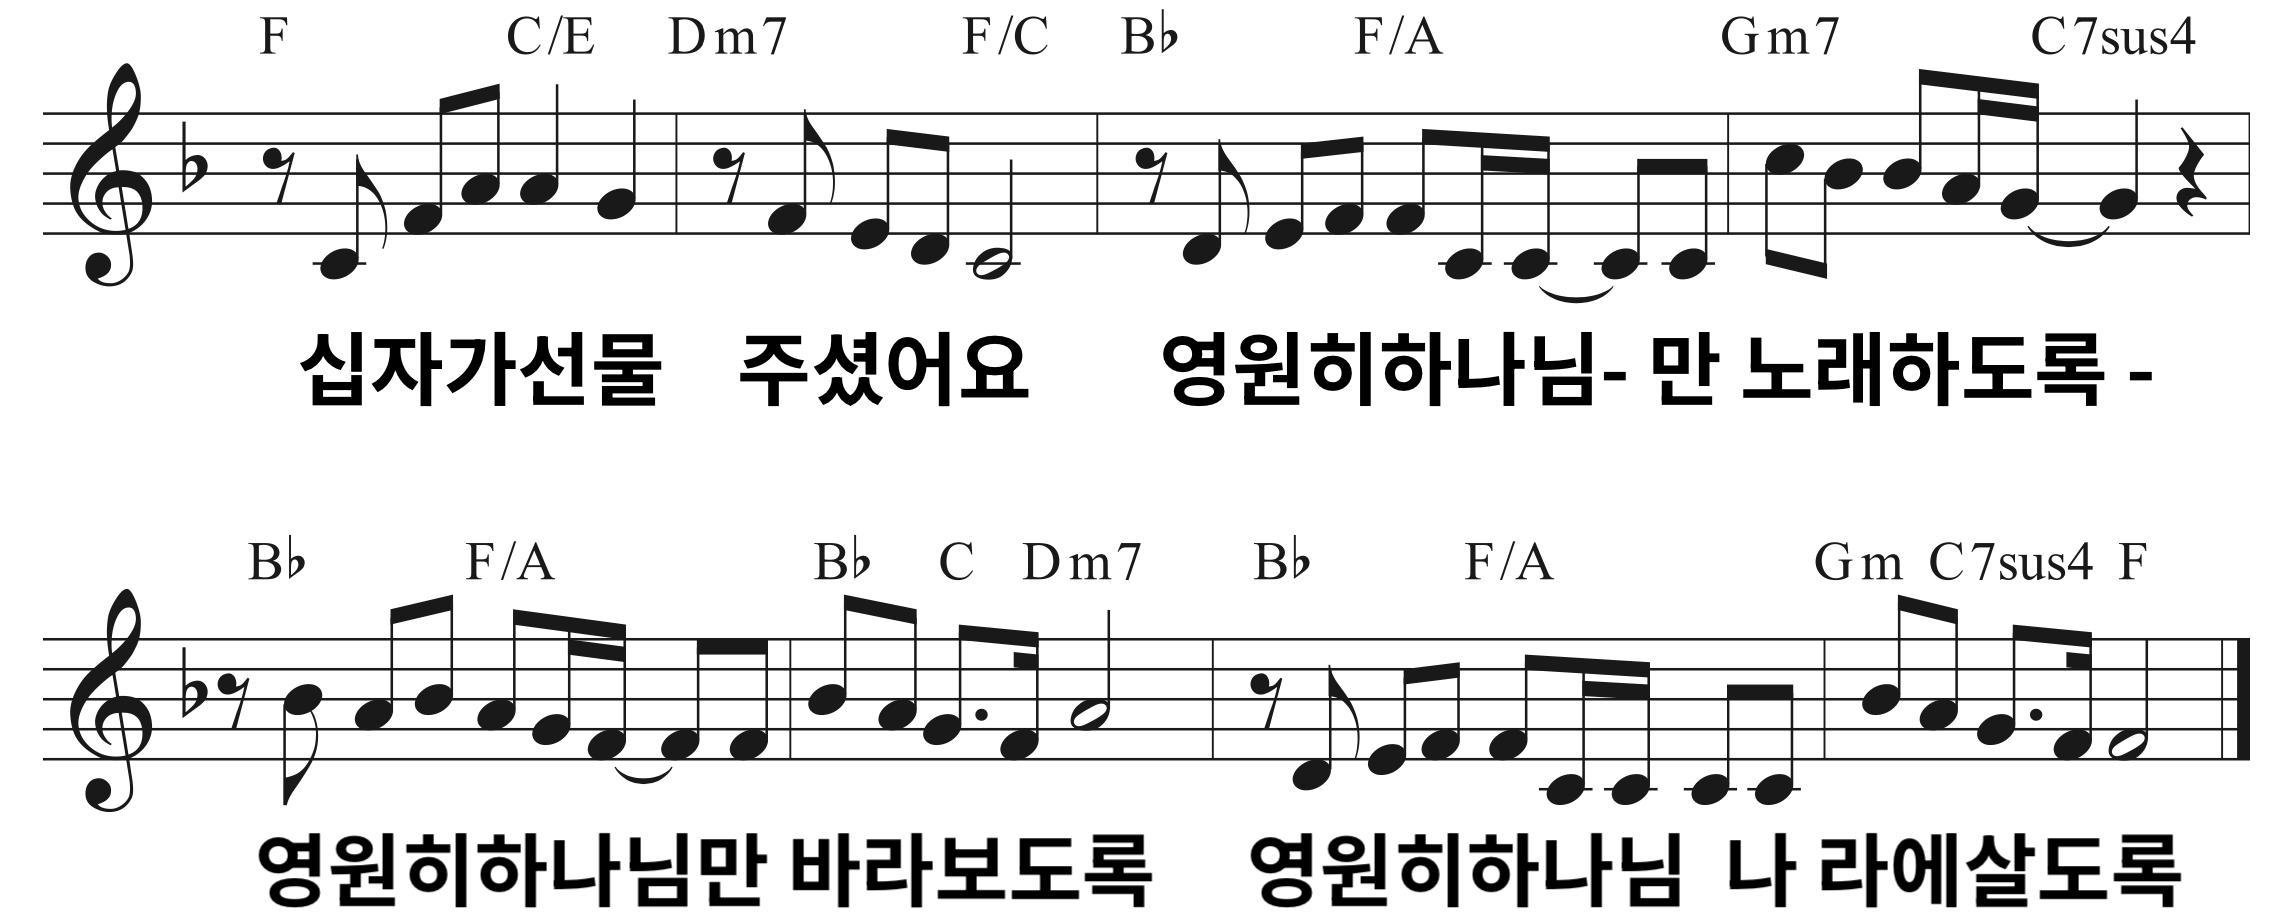 F C/E Dm7 F/C B♭ F/A Gm7 C7sus4
십자가선물 주셨어요 영원히하나님- 만 노래하도록 -
B♭ F/A B♭ C Dm7 B♭ F/A Gm C7sus4 F
영원히하나님만 바라보도록 영원히하나님 나 라에살도록